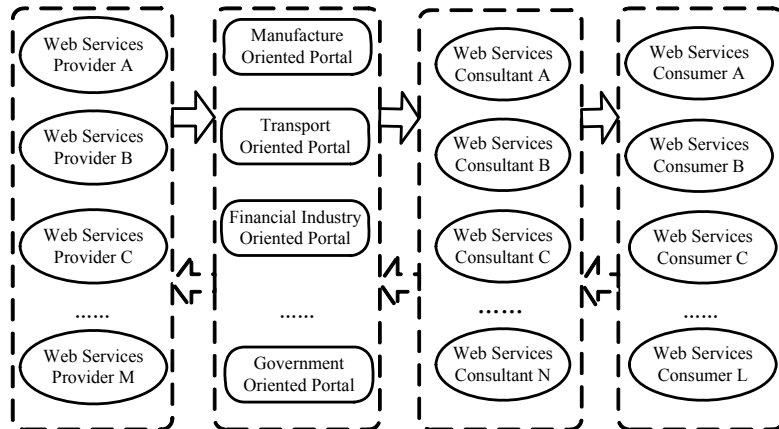 Web Services
Provider A
Web Services
Provider B
Web Services
Provider C
......
Web Services
Provider M
Manufacture
Oriented Portal
Transport
Oriented Portal
Financial Industry
Oriented Portal
......
Government
Oriented Portal
Web Services
Consultant A
Web Services
Consultant B
Web Services
Consultant C
......
Web Services
Consultant N
Web Services
Consumer A
Web Services
Consumer B
Web Services
Consumer C
......
Web Services
Consumer L